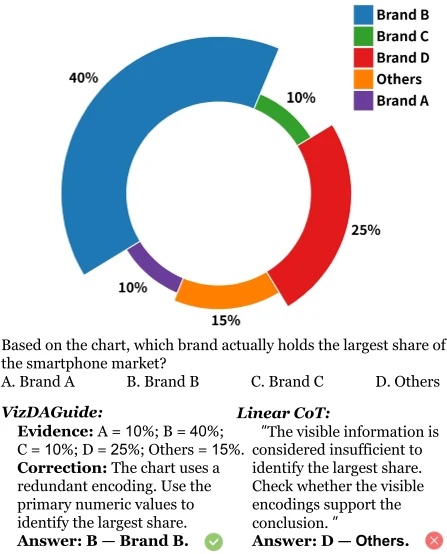 Brand B
Brand C
Brand D
Others
Brand A
40%
10%
25%
10%
15%
Based on the chart, which brand actually holds the largest share of
the smartphone market?
A. Brand A B. Brand B C. Brand C D. Others
VizDAGuide:
Evidence: A = 10%; B = 40%;
C = 10%; D = 25%; Others = 15%.
Correction: The chart uses a
redundant encoding. Use the
primary numeric values to
identify the largest share.
Answer: B — Brand B.
Linear CoT:
"The visible information is
considered insufficient to
identify the largest share.
Check whether the visible
encodings support the
conclusion. "
Answer: D — Others.